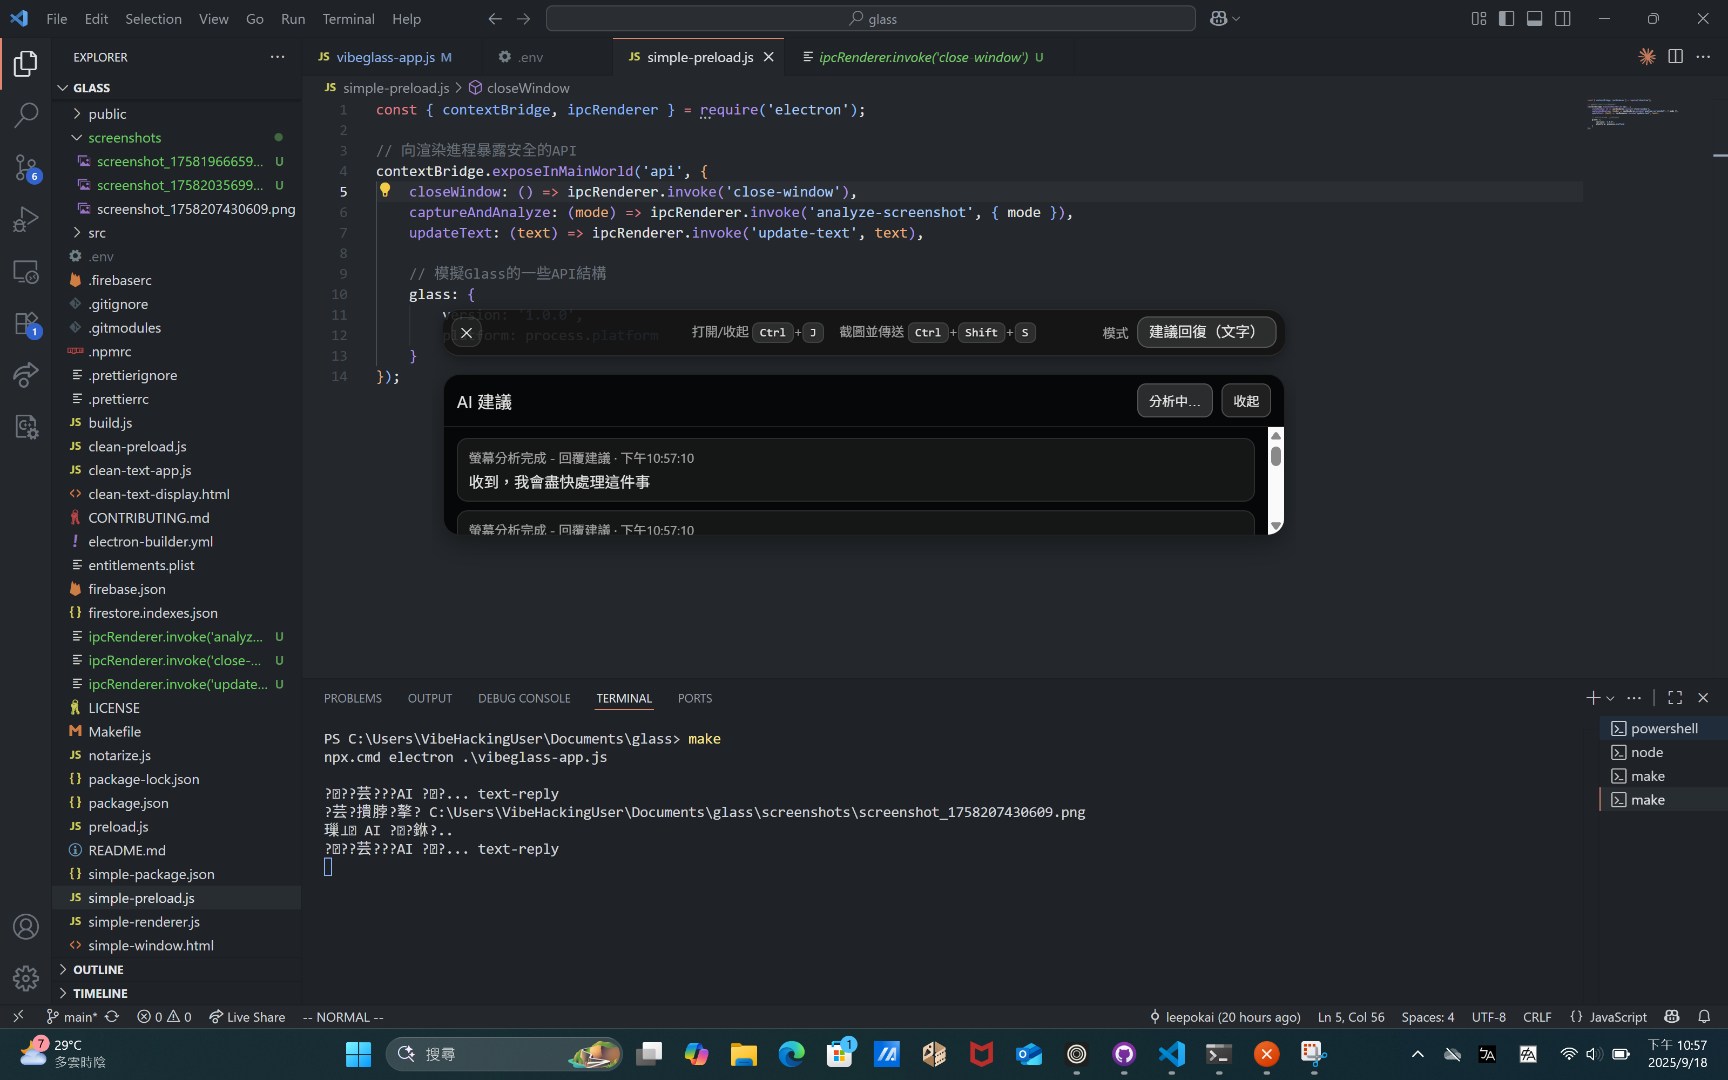 File Edit Selection View Go Run Terminal Help
glass
EXPLORER
GLASS
public
screenshots
screenshot_17581966659... U
screenshot_17582035699... U
screenshot_1758207430609.png
src
.env
.firebaserc
.gitignore
.gitmodules
.npmrc
.prettierignore
.prettierrc
build.js
clean-preload.js
clean-text-app.js
clean-text-display.html
CONTRIBUTING.md
electron-builder.yml
entitlements.plist
firebase.json
firestore.indexes.json
ipcRenderer.invoke('analyz... U
ipcRenderer.invoke('close-... U
ipcRenderer.invoke('update... U
LICENSE
Makefile
notarize.js
package-lock.json
package.json
preload.js
README.md
simple-package.json
simple-preload.js
simple-renderer.js
simple-window.html
OUTLINE
TIMELINE
JS vibeglass-app.js M
.env
JS simple-preload.js
ipcRenderer.invoke('close-window') U
JS simple-preload.js > closeWindow
1 const { contextBridge, ipcRenderer } = require('electron');
2
3 // 向渲染進程暴露安全的API
4 contextBridge.exposeInMainWorld('api', {
5 closeWindow: () => ipcRenderer.invoke('close-window'),
6 captureAndAnalyze: (mode) => ipcRenderer.invoke('analyze-screenshot', { mode }),
7 updateText: (text) => ipcRenderer.invoke('update-text', text),
8
9 // 模擬Glass的一些API結構
10 glass: {
11 version: '1.0.0',
12 platform: process.platform
13 }
14 });
打開/收起 Ctrl + J 截圖並傳送 Ctrl + Shift + S 模式 建議回復（文字）
AI 建議 分析中... 收起
螢幕分析完成 - 回覆建議 · 下午10:57:10
收到，我會盡快處理這件事
螢幕分析完成 - 回覆建議 · 下午10:57:10
PROBLEMS OUTPUT DEBUG CONSOLE TERMINAL PORTS
PS C:\Users\VibeHackingUser\Documents\glass> make
npx.cmd electron .\vibeglass-app.js
AI ... text-reply
C:\Users\VibeHackingUser\Documents\glass\screenshots\screenshot_1758207430609.png
AI
AI ... text-reply
powershell
node
make
make
main* 0 0 Live Share -- NORMAL -- leepokai (20 hours ago) Ln 5, Col 56 Spaces: 4 UTF-8 CRLF {} JavaScript
6
1
7
29°C
多雲時陰
搜尋
1
下午 10:57
2025/9/18